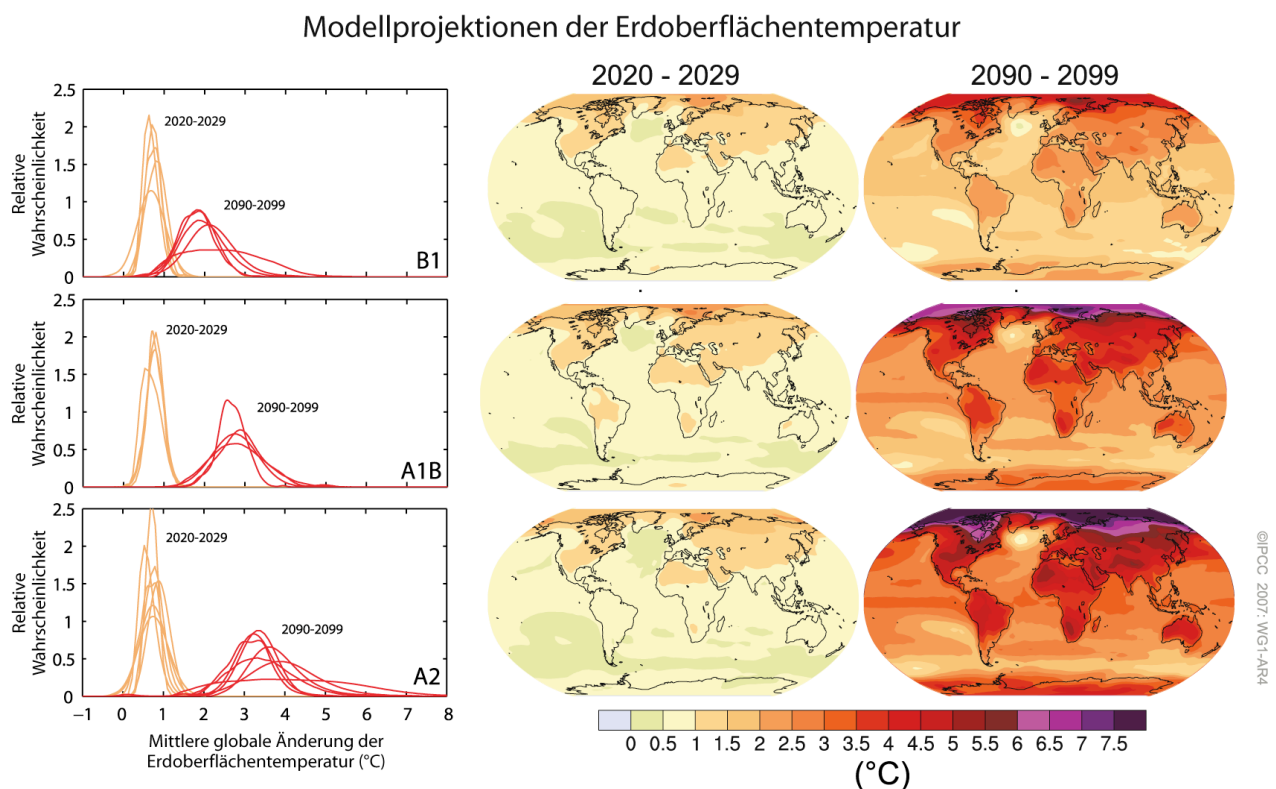 Modellprojektionen der Erdoberflächentemperatur
2020 - 2029
2090 - 2099
Relative
Wahrscheinlichkeit
2.5
2
1.5
1
0.5
0
2020-2029
2090-2099
B1
Relative
Wahrscheinlichkeit
2.5
2
1.5
1
0.5
0
2020-2029
2090-2099
A1B
Relative
Wahrscheinlichkeit
2.5
2
1.5
1
0.5
0
2020-2029
2090-2099
A2
−1 0 1 2 3 4 5 6 7 8
Mittlere globale Änderung der
Erdoberflächentemperatur (°C)
0 0.5 1 1.5 2 2.5 3 3.5 4 4.5 5 5.5 6 6.5 7 7.5
(°C)
©IPCC 2007: WG1-AR4